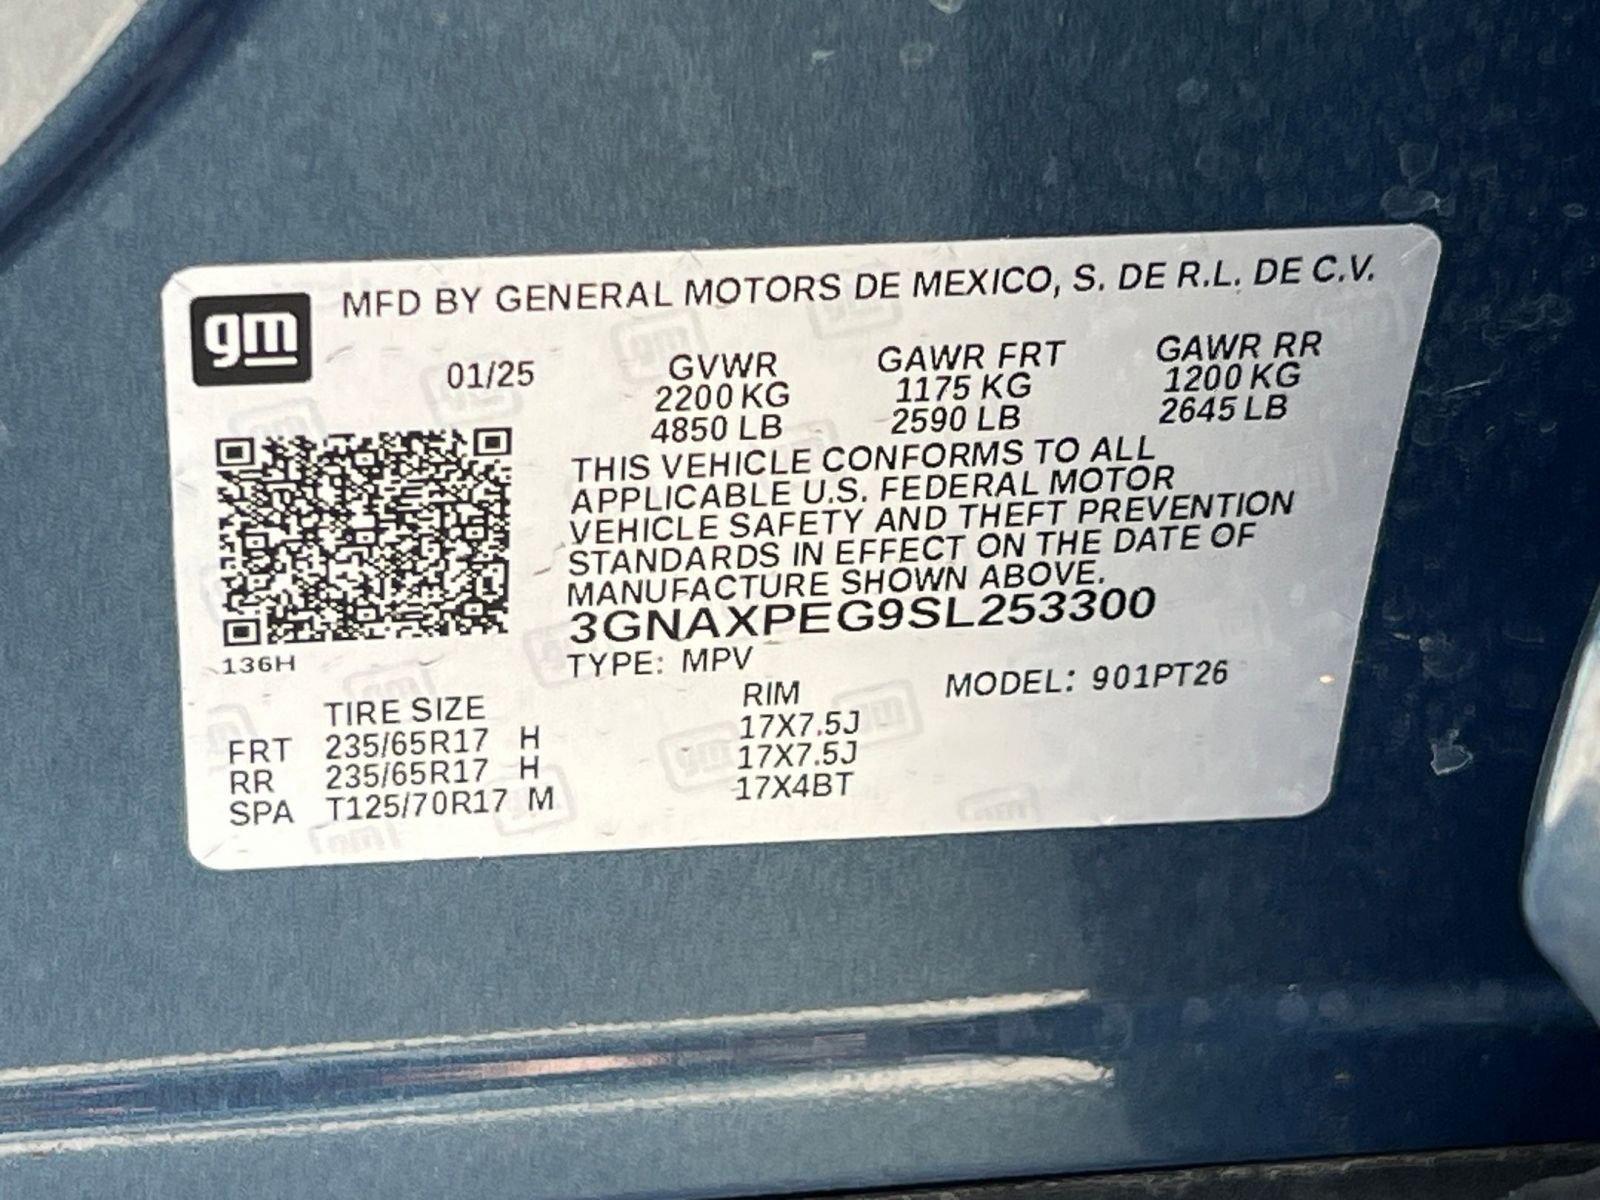 gm
MFD BY GENERAL MOTORS DE MEXICO, S. DE R.L. DE C.V.
01/25 GVWR GAWR FRT GAWR RR
2200 KG 1175 KG 1200 KG
4850 LB 2590 LB 2645 LB
THIS VEHICLE CONFORMS TO ALL
APPLICABLE U.S. FEDERAL MOTOR
VEHICLE SAFETY AND THEFT PREVENTION
STANDARDS IN EFFECT ON THE DATE OF
MANUFACTURE SHOWN ABOVE.
3GNAXPEG9SL253300
136H
TYPE: MPV MODEL: 901PT26
TIRE SIZE RIM
FRT 235/65R17 H 17X7.5J
RR 235/65R17 H 17X7.5J
SPA T125/70R17 M 17X4BT